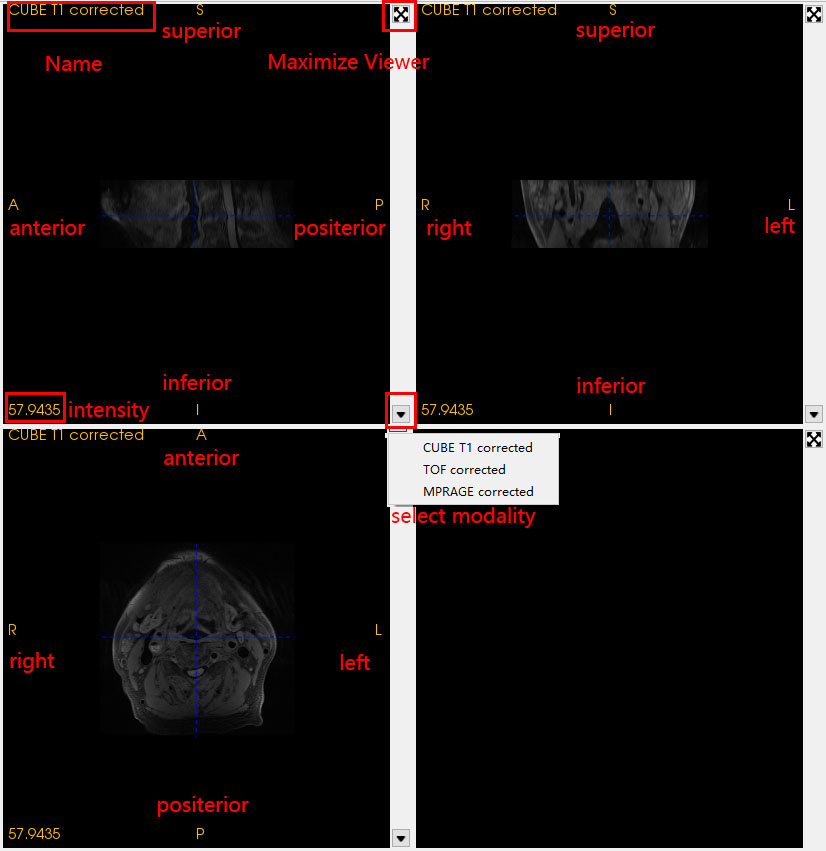 CUBE T1 corrected S
superior
Name
Maximize Viewer
A P
anterior positerior
inferior
57.9435 intensity I
CUBE T1 corrected S
superior
R L
right left
inferior
57.9435 I
CUBE T1 corrected A
anterior
CUBE T1 corrected
TOF corrected
MPRAGE corrected
select modality
R L
right left
positerior
57.9435 P